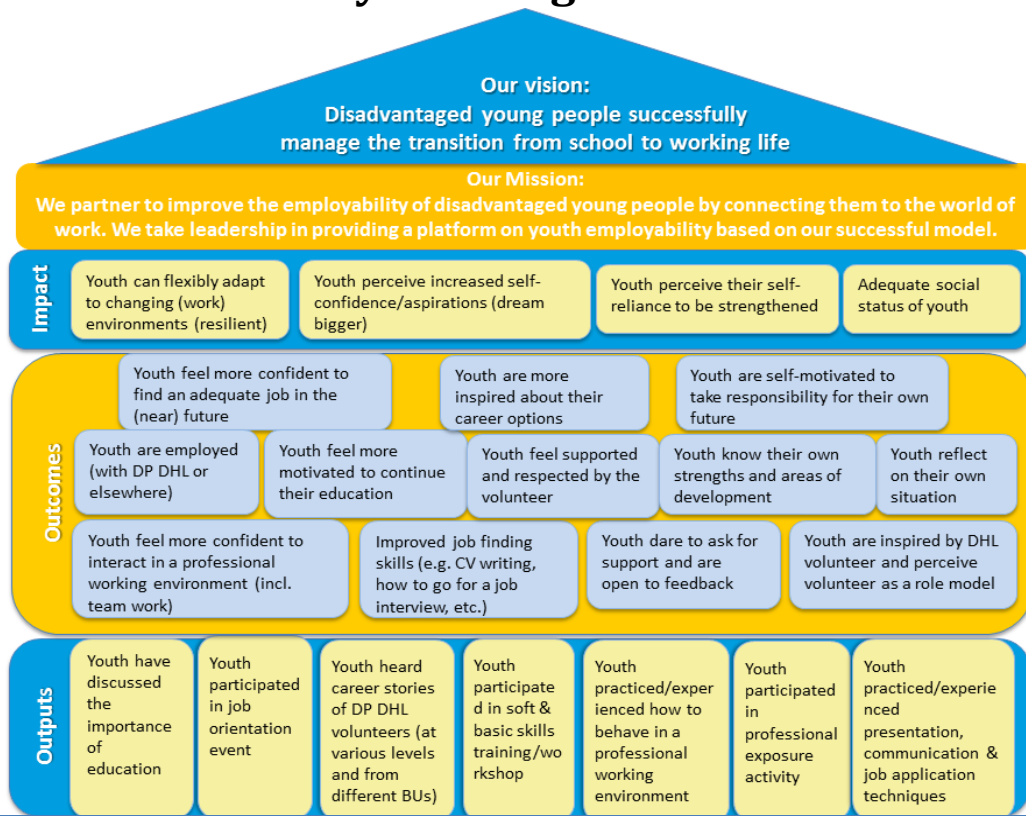 Our vision:
Disadvantaged young people successfully
manage the transition from school to working life
Our Mission:
We partner to improve the employability of disadvantaged young people by connecting them to the world of
work. We take leadership in providing a platform on youth employability based on our successful model.
Impact
Youth can flexibly adapt
to changing (work)
environments (resilient)
Youth perceive increased self-
confidence/aspirations (dream
bigger)
Youth perceive their self-
reliance to be strengthened
Adequate social
status of youth
Outcomes
Youth feel more confident to
find an adequate job in the
(near) future
Youth are more
inspired about their
career options
Youth are self-motivated to
take responsibility for their own
future
Youth are employed
(with DP DHL or
elsewhere)
Youth feel more
motivated to continue
their education
Youth feel supported
and respected by the
volunteer
Youth know their own
strengths and areas of
development
Youth reflect
on their own
situation
Youth feel more confident to
interact in a professional
working environment (incl.
team work)
Improved job finding
skills (e.g. CV writing,
how to go for a job
interview, etc.)
Youth dare to ask for
support and are
open to feedback
Youth are inspired by DHL
volunteer and perceive
volunteer as a role model
Outputs
Youth have
discussed
the
importance
of
education
Youth
participated
in job
orientation
event
Youth heard
career stories
of DP DHL
volunteers (at
various levels
and from
different BUs)
Youth
participate
d in soft &
basic skills
training/wo
rkshop
Youth
practiced/exper
ienced how to
behave in a
professional
working
environment
Youth
participated
in
professional
exposure
activity
Youth
practiced/experie
nced
presentation,
communication &
job application
techniques